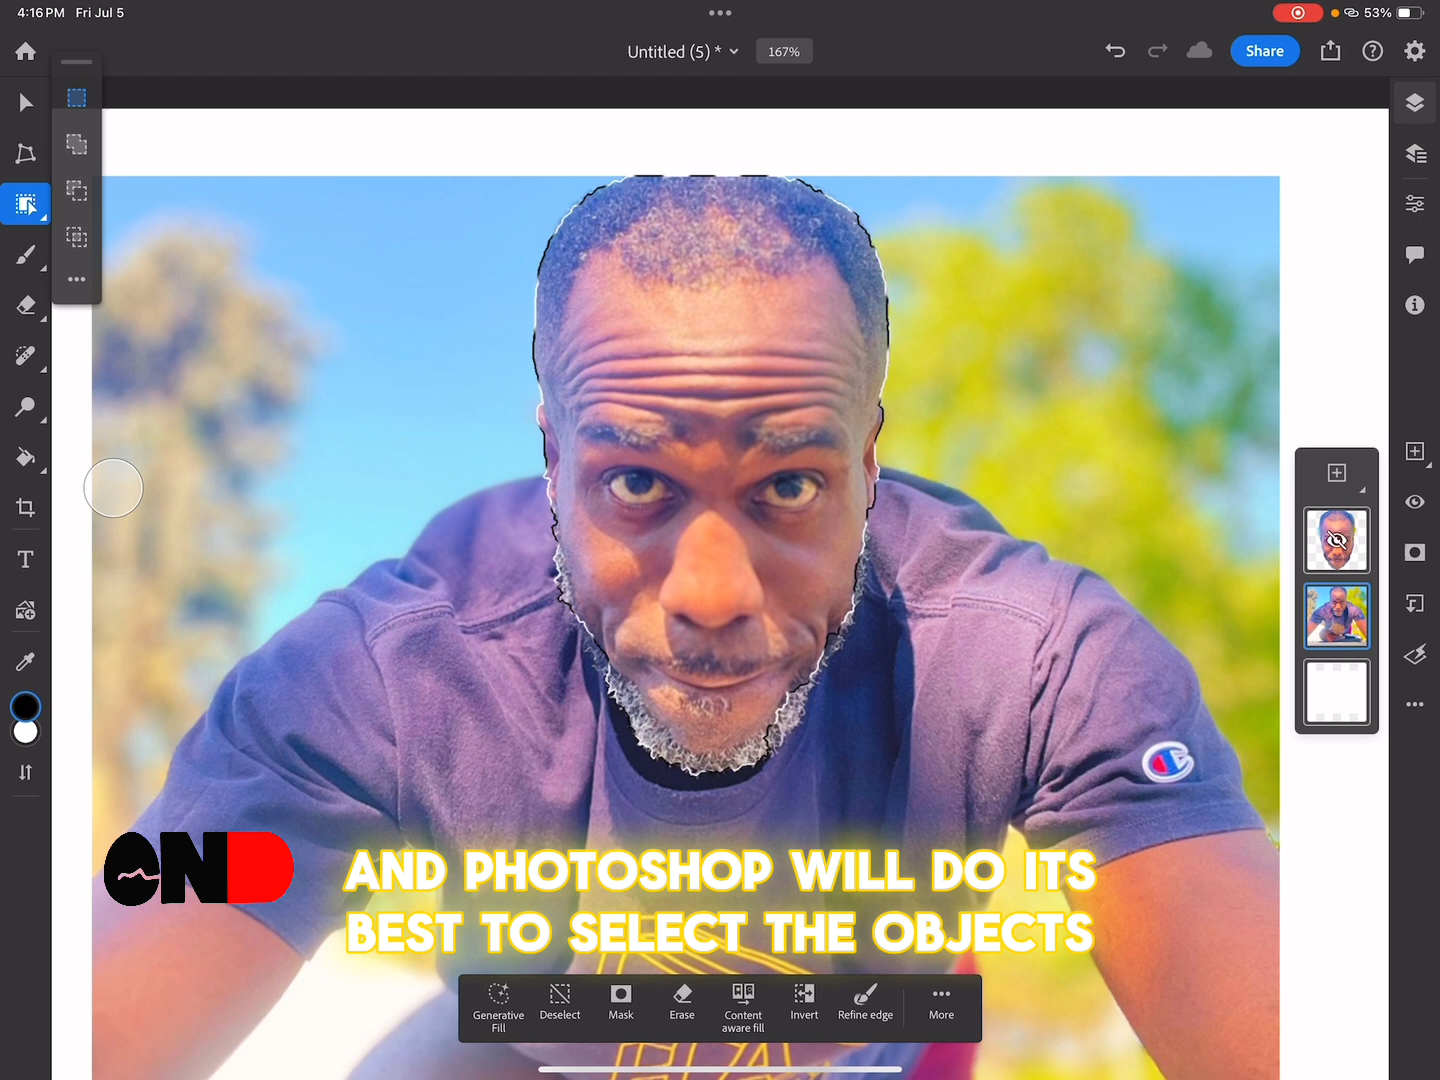 4:16 PM Fri Jul 5
53%
Untitled (5) *
167%
Share
OND
AND PHOTOSHOP WILL DO ITS
BEST TO SELECT THE OBJECTS
Generative
Fill
Deselect
Mask
Erase
Content
aware fill
Invert
Refine edge
More